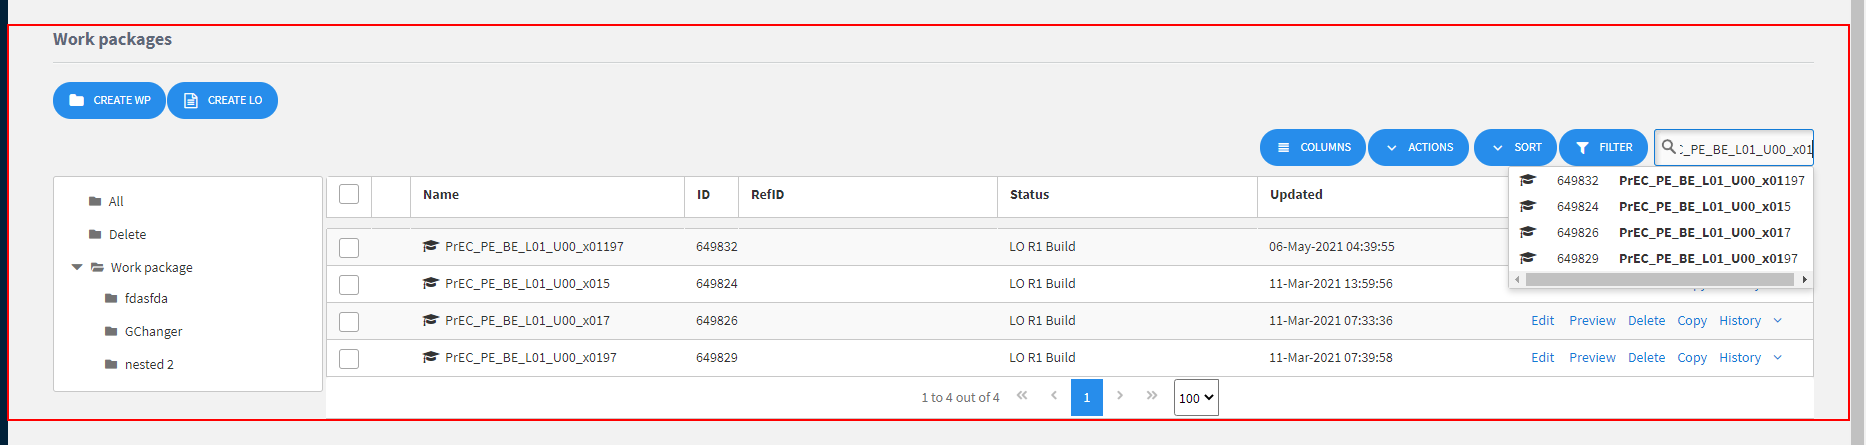 Work packages
CREATE WP CREATE LO
COLUMNS ACTIONS SORT FILTER C_PE_BE_L01_U00_x01
649832 PrEC_PE_BE_L01_U00_x01197
649824 PrEC_PE_BE_L01_U00_x015
649826 PrEC_PE_BE_L01_U00_x017
649829 PrEC_PE_BE_L01_U00_x0197
All
Delete
Work package
fdasfda
GChanger
nested 2
Name ID RefID Status Updated
PrEC_PE_BE_L01_U00_x01197 649832 LO R1 Build 06-May-2021 04:39:55
PrEC_PE_BE_L01_U00_x015 649824 LO R1 Build 11-Mar-2021 13:59:56
PrEC_PE_BE_L01_U00_x017 649826 LO R1 Build 11-Mar-2021 07:33:36 Edit Preview Delete Copy History
PrEC_PE_BE_L01_U00_x0197 649829 LO R1 Build 11-Mar-2021 07:39:58 Edit Preview Delete Copy History
1 to 4 out of 4 « ‹ 1 › » 100